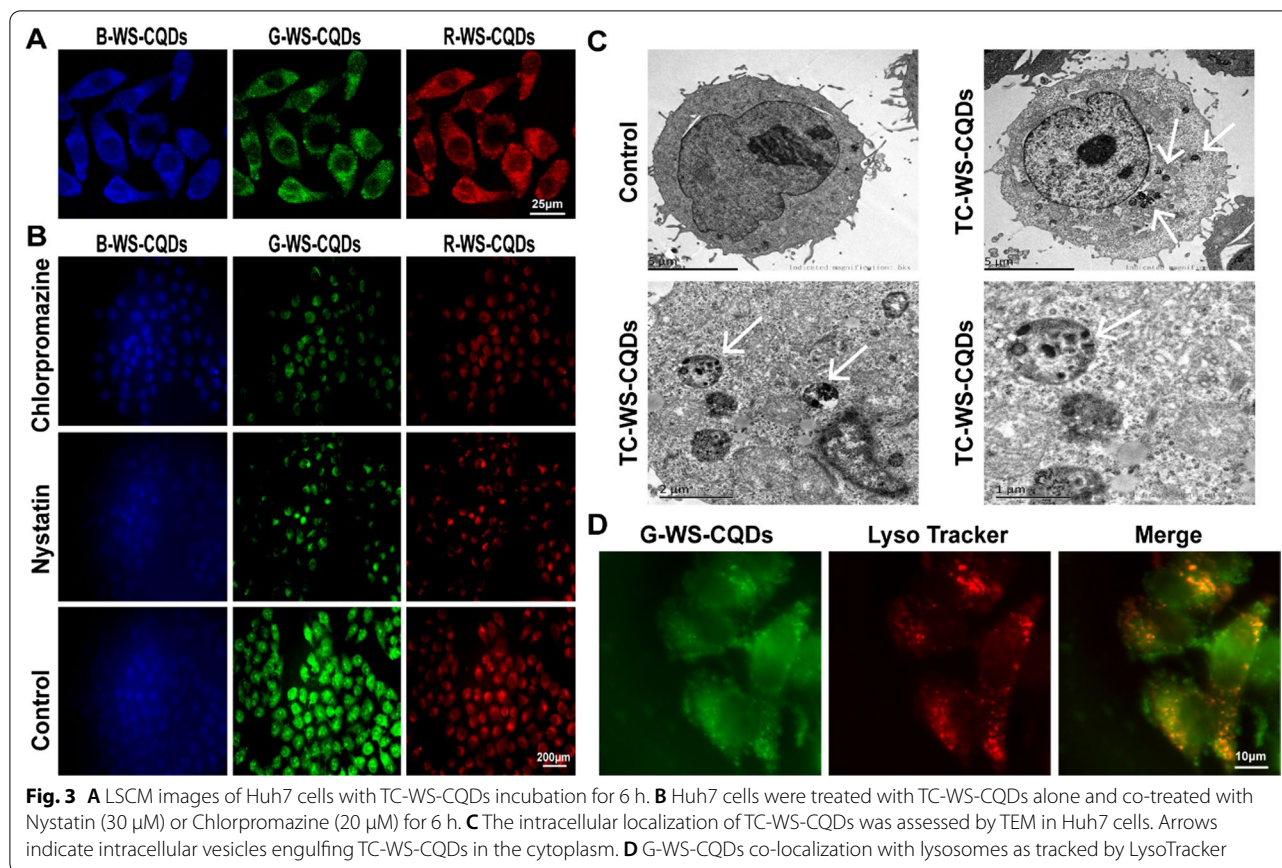 A
B-WS-CQDs G-WS-CQDs R-WS-CQDs
25μm
B
B-WS-CQDs G-WS-CQDs R-WS-CQDs
Chlorpromazine
Nystatin
Control
200μm
C
Control
5 μm
Indicated magnification: 6kx
TC-WS-CQDs
5 μm
TC-WS-CQDs
2 μm
TC-WS-CQDs
1 μm
D
G-WS-CQDs Lyso Tracker Merge
10μm
Fig. 3 A LSCM images of Huh7 cells with TC-WS-CQDs incubation for 6 h. B Huh7 cells were treated with TC-WS-CQDs alone and co-treated with
Nystatin (30 μM) or Chlorpromazine (20 μM) for 6 h. C The intracellular localization of TC-WS-CQDs was assessed by TEM in Huh7 cells. Arrows
indicate intracellular vesicles engulfing TC-WS-CQDs in the cytoplasm. D G-WS-CQDs co-localization with lysosomes as tracked by LysoTracker